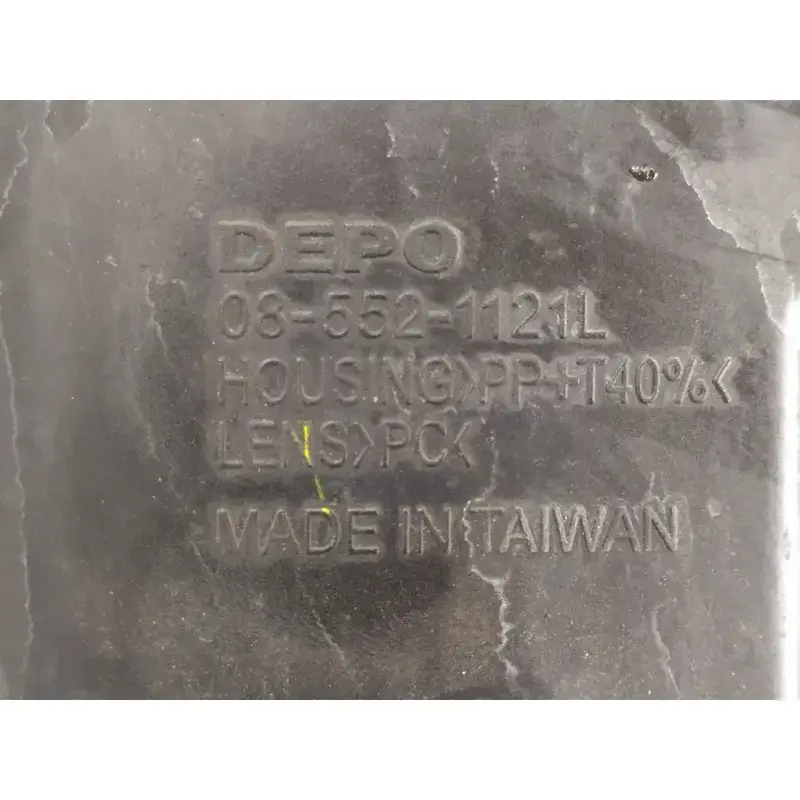 DEPO
08-552-1121L
HOUSING>PP+T40%<
LENS>PC<
MADE IN TAIWAN